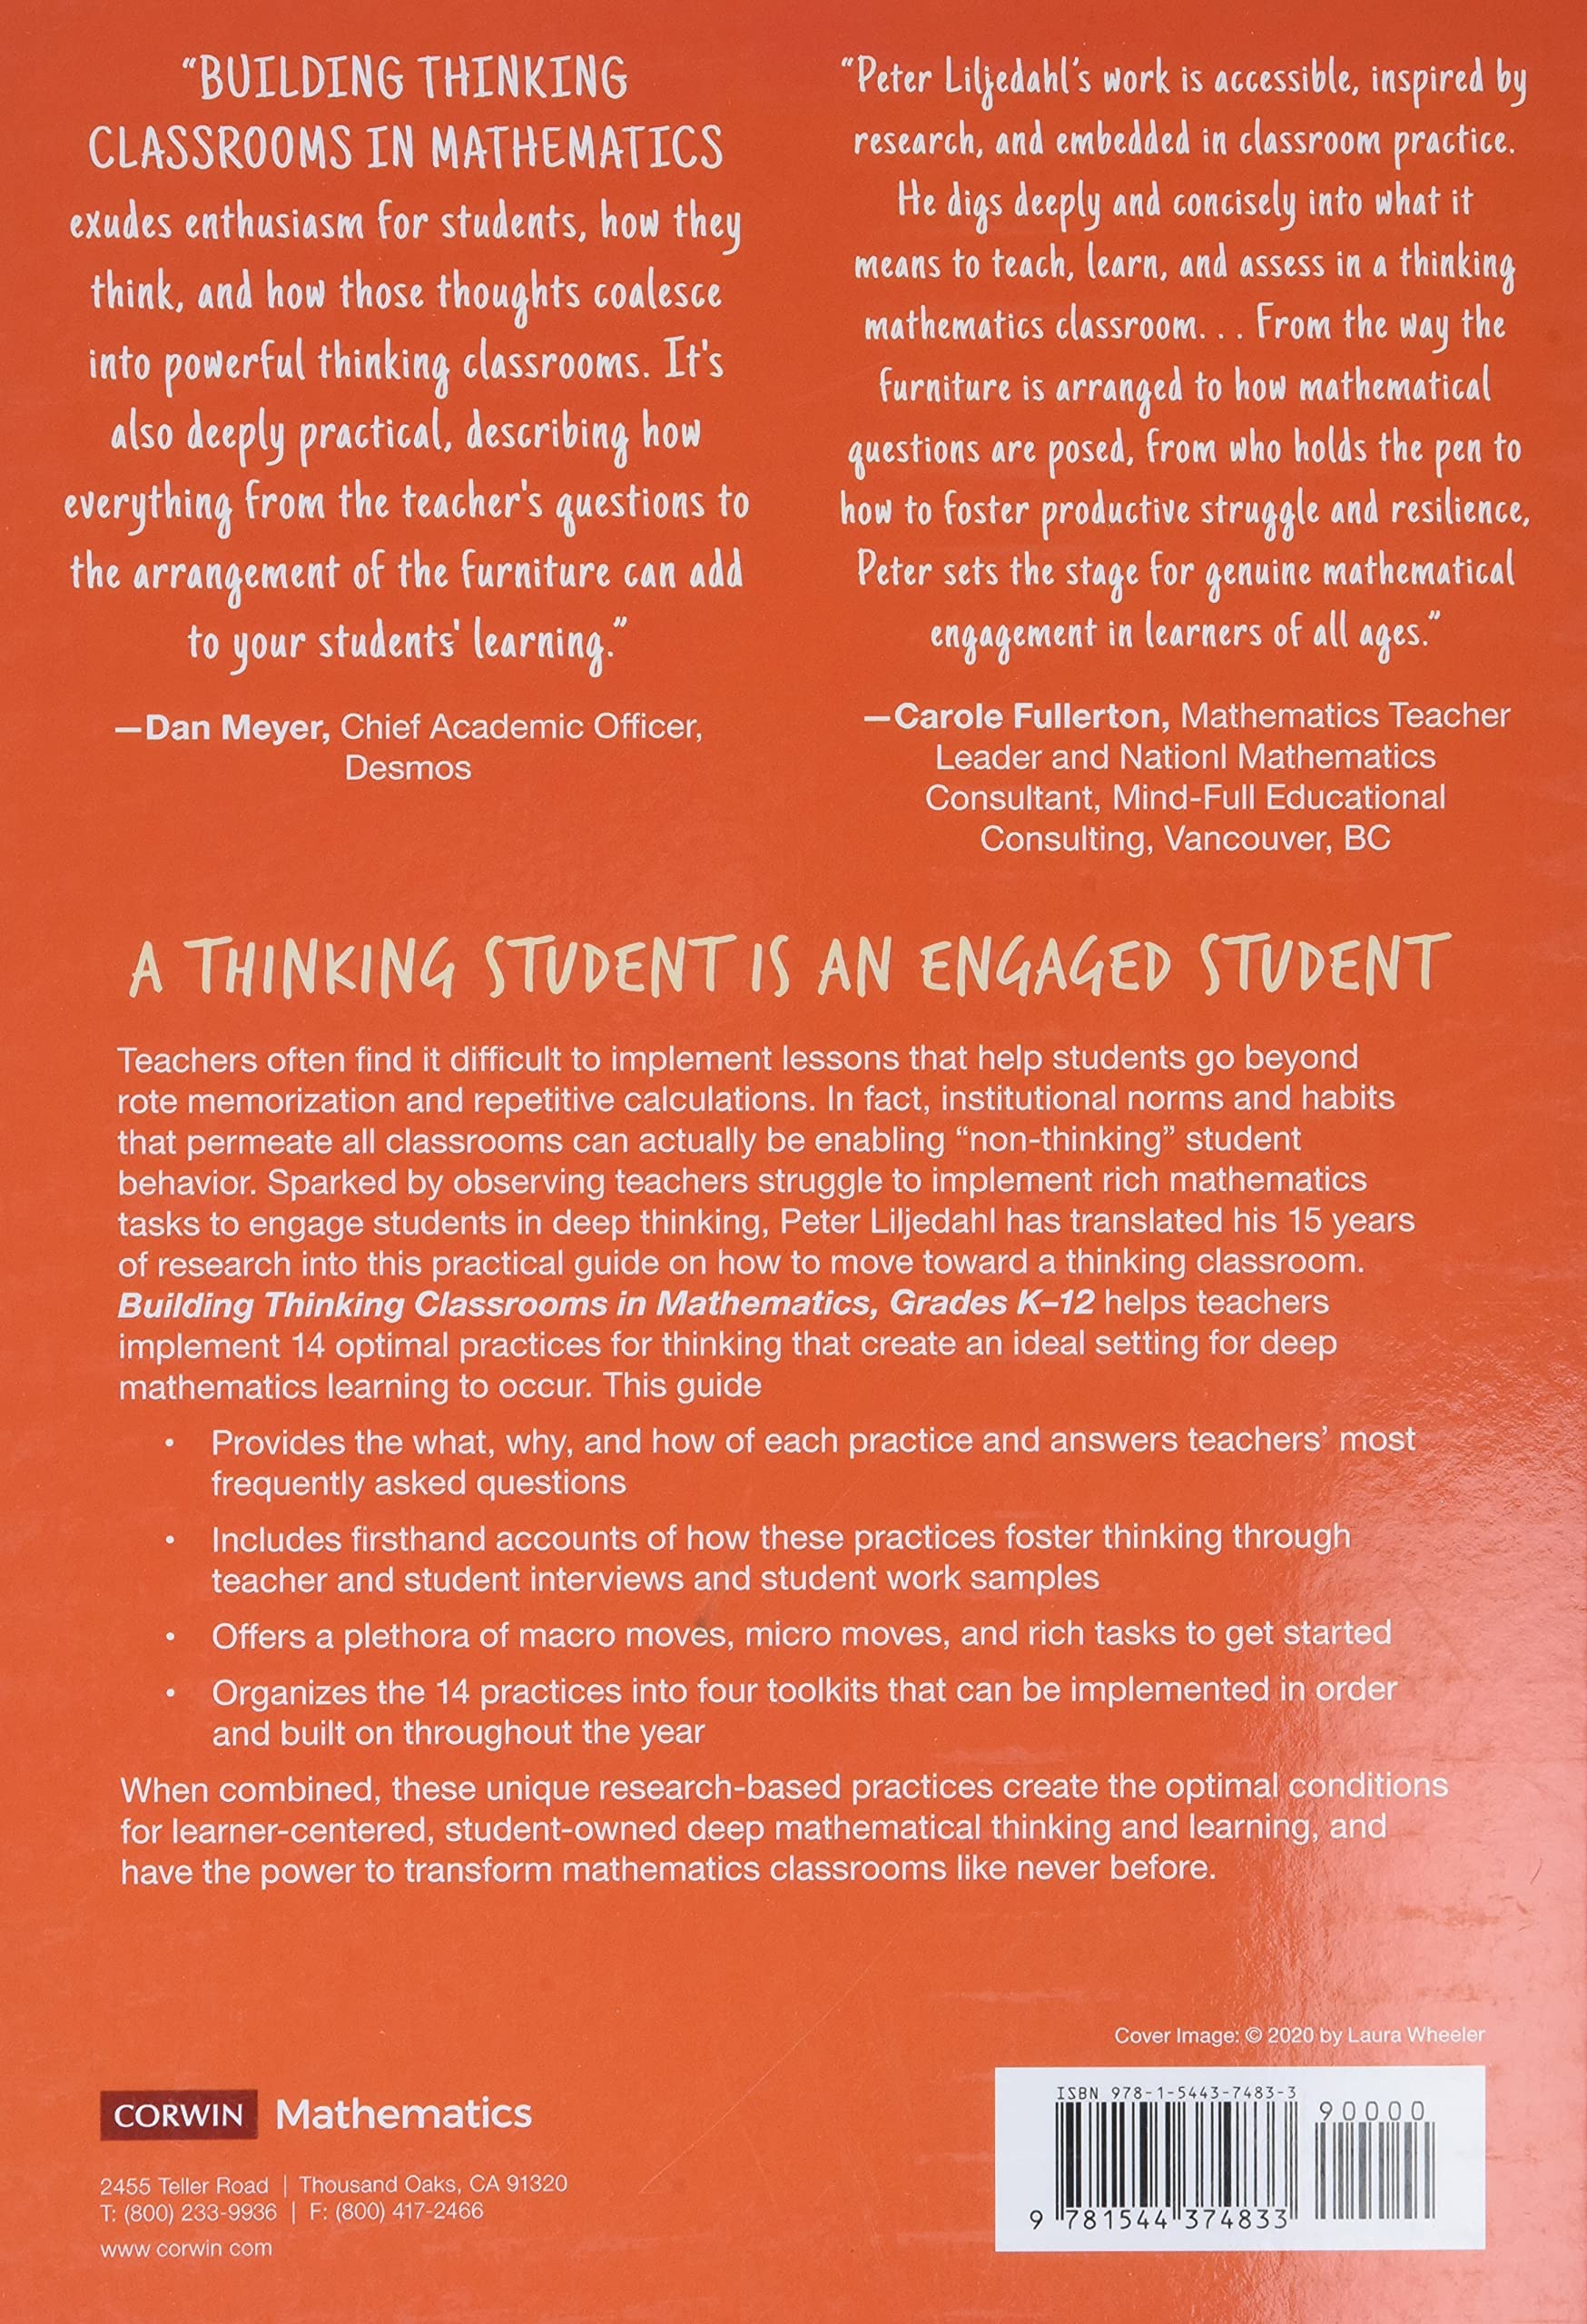 “BUILDING THINKING
CLASSROOMS IN MATHEMATICS
exudes enthusiasm for students, how they
think, and how those thoughts coalesce
into powerful thinking classrooms. It's
also deeply practical, describing how
everything from the teacher's questions to
the arrangement of the furniture can add
to your students' learning.”
—Dan Meyer, Chief Academic Officer,
Desmos
“Peter Liljedahl's work is accessible, inspired by
research, and embedded in classroom practice.
He digs deeply and concisely into what it
means to teach, learn, and assess in a thinking
mathematics classroom. . . From the way the
furniture is arranged to how mathematical
questions are posed, from who holds the pen to
how to foster productive struggle and resilience,
Peter sets the stage for genuine mathematical
engagement in learners of all ages.”
—Carole Fullerton, Mathematics Teacher
Leader and Nationl Mathematics
Consultant, Mind-Full Educational
Consulting, Vancouver, BC
A THINKING STUDENT IS AN ENGAGED STUDENT
Teachers often find it difficult to implement lessons that help students go beyond
rote memorization and repetitive calculations. In fact, institutional norms and habits
that permeate all classrooms can actually be enabling “non-thinking” student
behavior. Sparked by observing teachers struggle to implement rich mathematics
tasks to engage students in deep thinking, Peter Liljedahl has translated his 15 years
of research into this practical guide on how to move toward a thinking classroom.
Building Thinking Classrooms in Mathematics, Grades K–12 helps teachers
implement 14 optimal practices for thinking that create an ideal setting for deep
mathematics learning to occur. This guide
• Provides the what, why, and how of each practice and answers teachers’ most
frequently asked questions
• Includes firsthand accounts of how these practices foster thinking through
teacher and student interviews and student work samples
• Offers a plethora of macro moves, micro moves, and rich tasks to get started
• Organizes the 14 practices into four toolkits that can be implemented in order
and built on throughout the year
When combined, these unique research-based practices create the optimal conditions
for learner-centered, student-owned deep mathematical thinking and learning, and
have the power to transform mathematics classrooms like never before.
Cover Image: © 2020 by Laura Wheeler
CORWIN Mathematics
2455 Teller Road | Thousand Oaks, CA 91320
T: (800) 233-9936 | F: (800) 417-2466
www corwin com
ISBN 978-1-5443-7483-3
90000
9 781544 374833